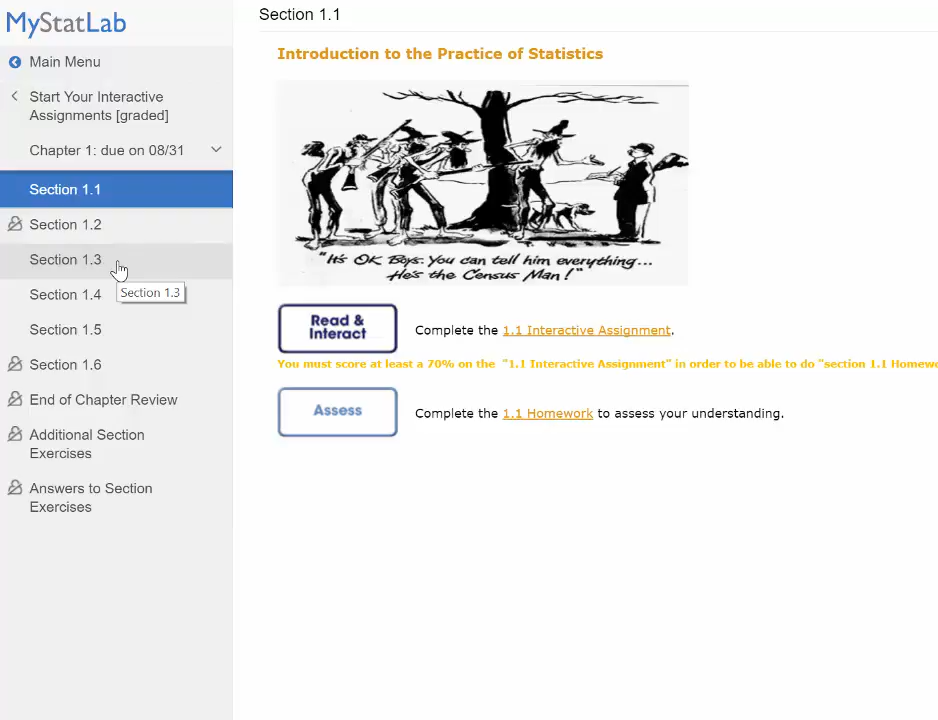 MyStatLab
Main Menu
Start Your Interactive
Assignments [graded]
Chapter 1: due on 08/31
Section 1.1
Section 1.2
Section 1.3
Section 1.3
Section 1.4
Section 1.5
Section 1.6
End of Chapter Review
Additional Section
Exercises
Answers to Section
Exercises
Section 1.1
Introduction to the Practice of Statistics
"It's OK Boys: You can tell him everything...
He's the Census Man!"
Read &
Interact
Complete the 1.1 Interactive Assignment.
You must score at least a 70% on the "1.1 Interactive Assignment" in order to be able to do "section 1.1 Homewo
Assess
Complete the 1.1 Homework to assess your understanding.